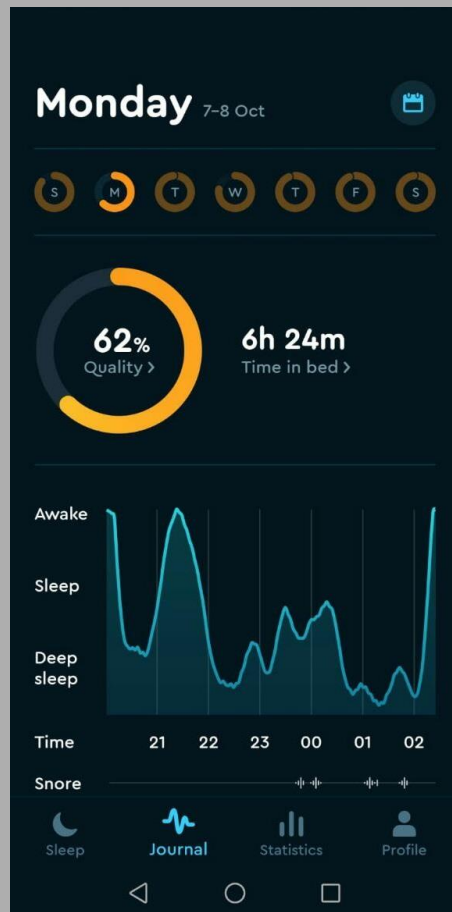 Monday 7-8 Oct
S M T W T F S
62% 6h 24m
Quality > Time in bed >
Awake
Sleep
Deep
sleep
Time 21 22 23 00 01 02
Snore
Sleep Journal Statistics Profile